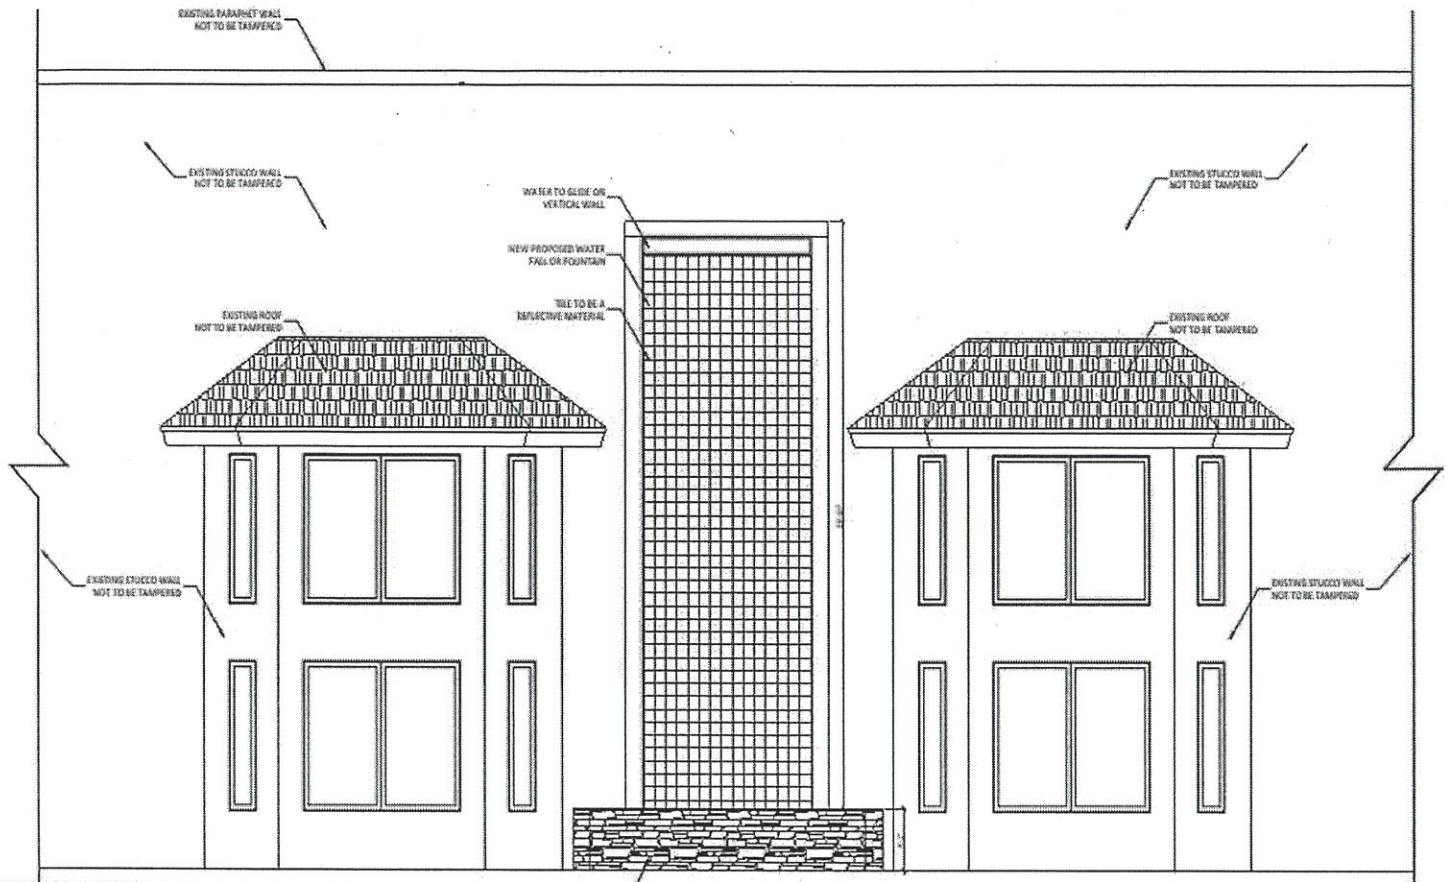 EXISTING PARAPHET WALL
NOT TO BE TAMPERED
EXISTING STUCCO WALL
NOT TO BE TAMPERED
EXISTING STUCCO WALL
NOT TO BE TAMPERED
WATER TO GLIDE ON
VERTICAL WALL
NEW PROPOSED WATER
FALL OR FOUNTAIN
TILE TO BE A
REFLECTIVE MATERIAL
EXISTING ROOF
NOT TO BE TAMPERED
EXISTING ROOF
NOT TO BE TAMPERED
EXISTING STUCCO WALL
NOT TO BE TAMPERED
EXISTING STUCCO WALL
NOT TO BE TAMPERED